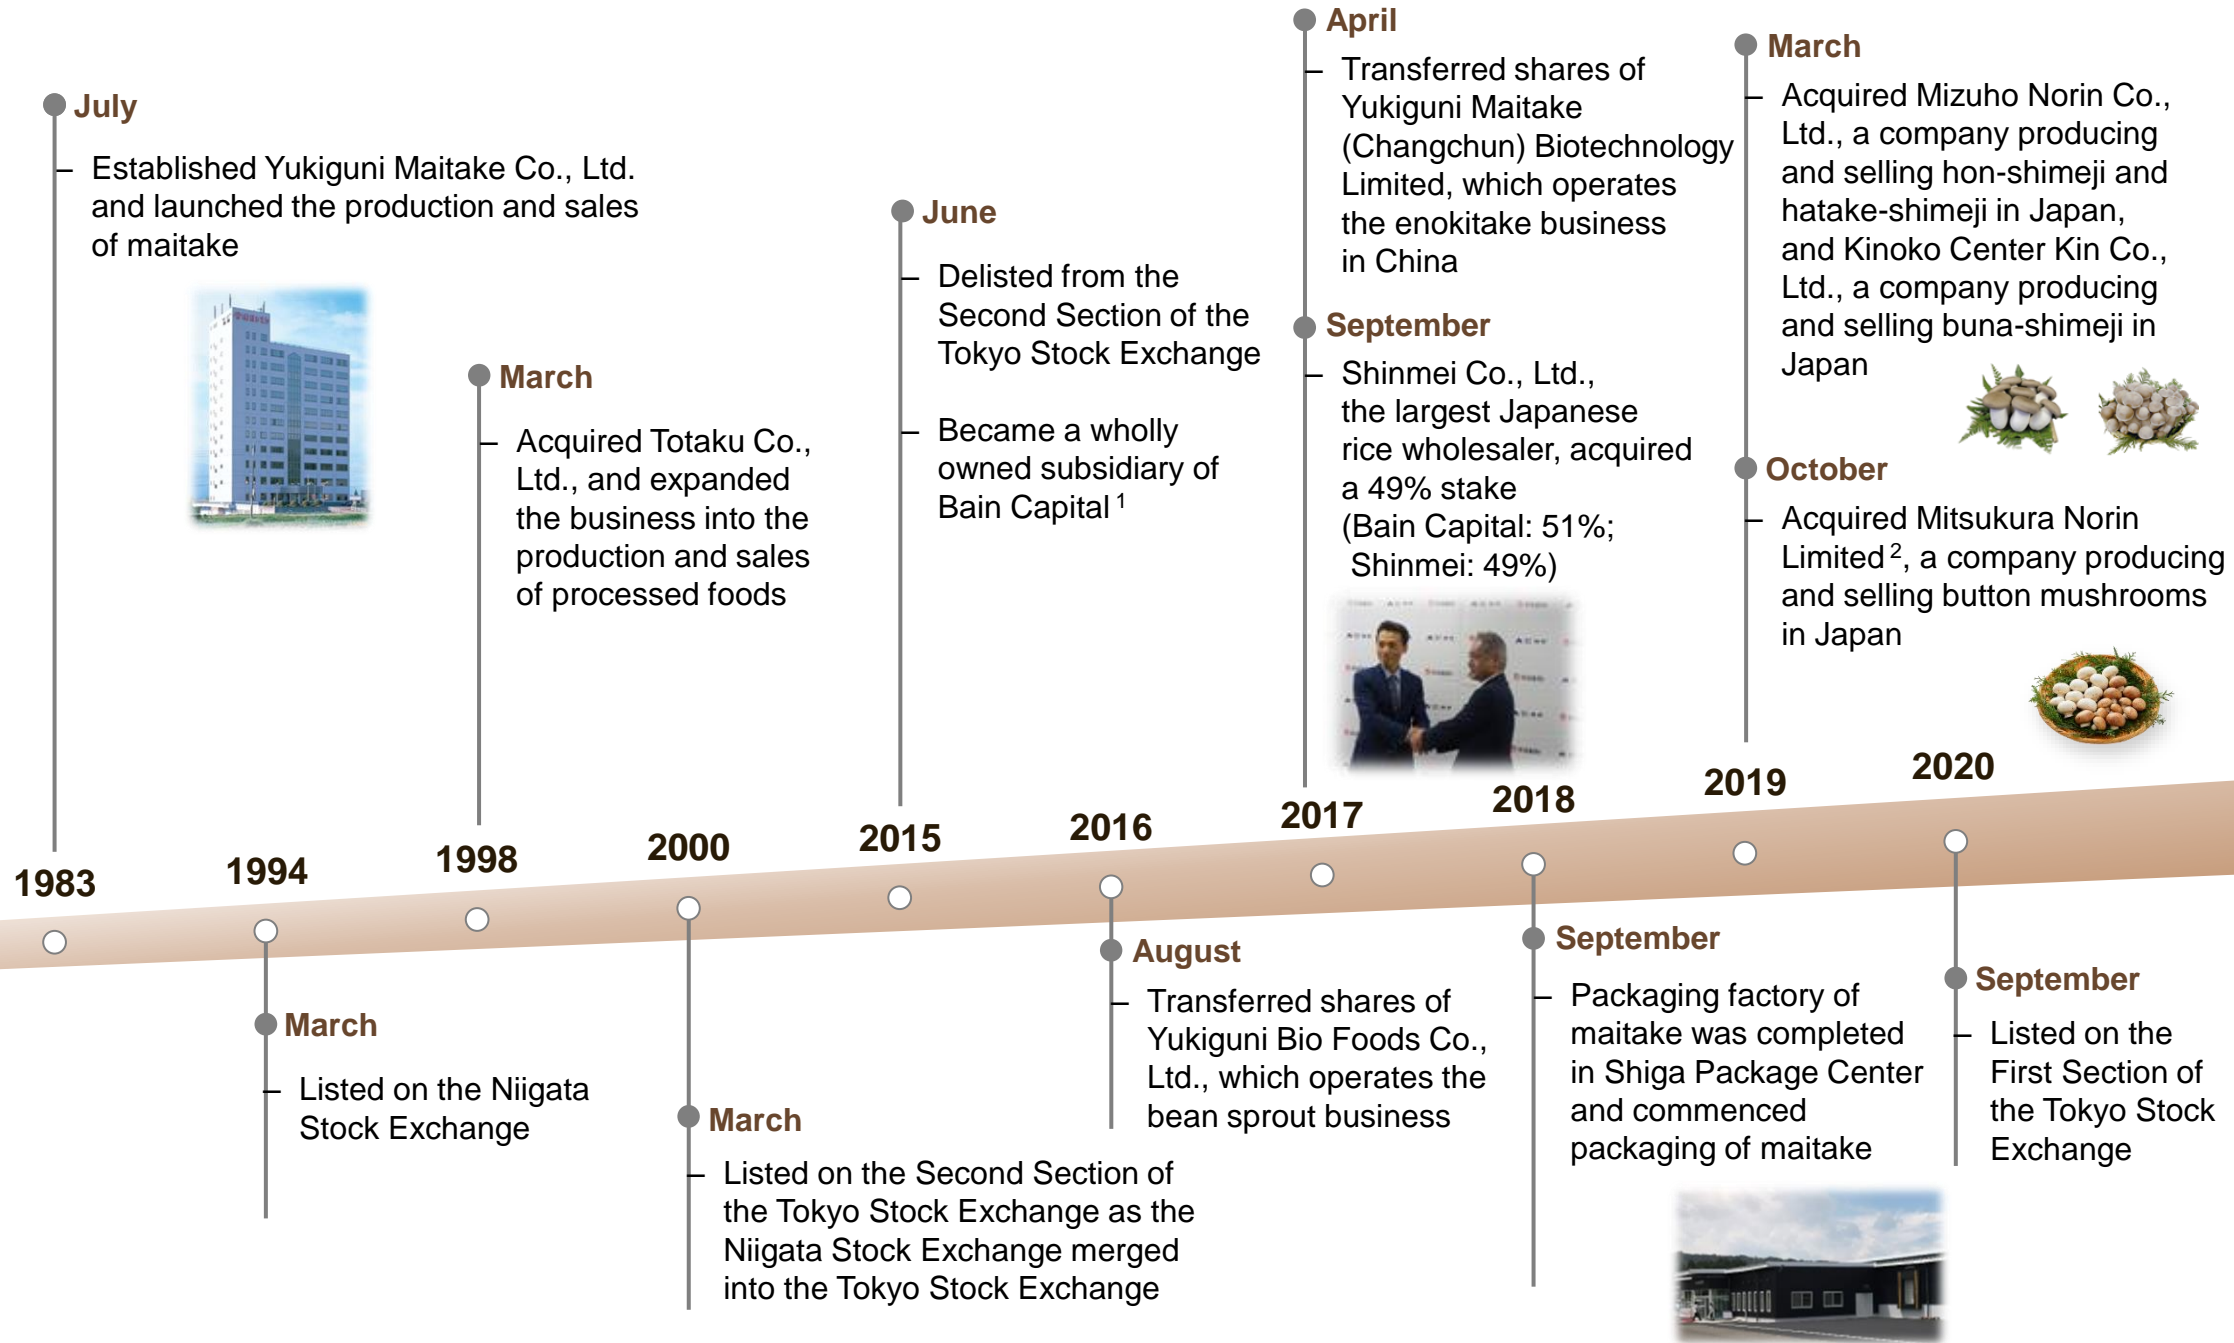 July
– Established Yukiguni Maitake Co., Ltd.
and launched the production and sales
of maitake
March
– Acquired Totaku Co.,
Ltd., and expanded
the business into the
production and sales
of processed foods
June
– Delisted from the
Second Section of the
Tokyo Stock Exchange
– Became a wholly
owned subsidiary of
Bain Capital 1
April
– Transferred shares of
Yukiguni Maitake
(Changchun) Biotechnology
Limited, which operates
the enokitake business
in China
September
– Shinmei Co., Ltd.,
the largest Japanese
rice wholesaler, acquired
a 49% stake
(Bain Capital: 51%;
Shinmei: 49%)
March
– Acquired Mizuho Norin Co.,
Ltd., a company producing
and selling hon-shimeji and
hatake-shimeji in Japan,
and Kinoko Center Kin Co.,
Ltd., a company producing
and selling buna-shimeji in
Japan
October
– Acquired Mitsukura Norin
Limited 2, a company producing
and selling button mushrooms
in Japan
1983
1994
1998
2000
2015
2016
2017
2018
2019
2020
March
– Listed on the Niigata
Stock Exchange
March
– Listed on the Second Section of
the Tokyo Stock Exchange as the
Niigata Stock Exchange merged
into the Tokyo Stock Exchange
August
– Transferred shares of
Yukiguni Bio Foods Co.,
Ltd., which operates the
bean sprout business
September
– Packaging factory of
maitake was completed
in Shiga Package Center
and commenced
packaging of maitake
September
– Listed on the
First Section of
the Tokyo Stock
Exchange